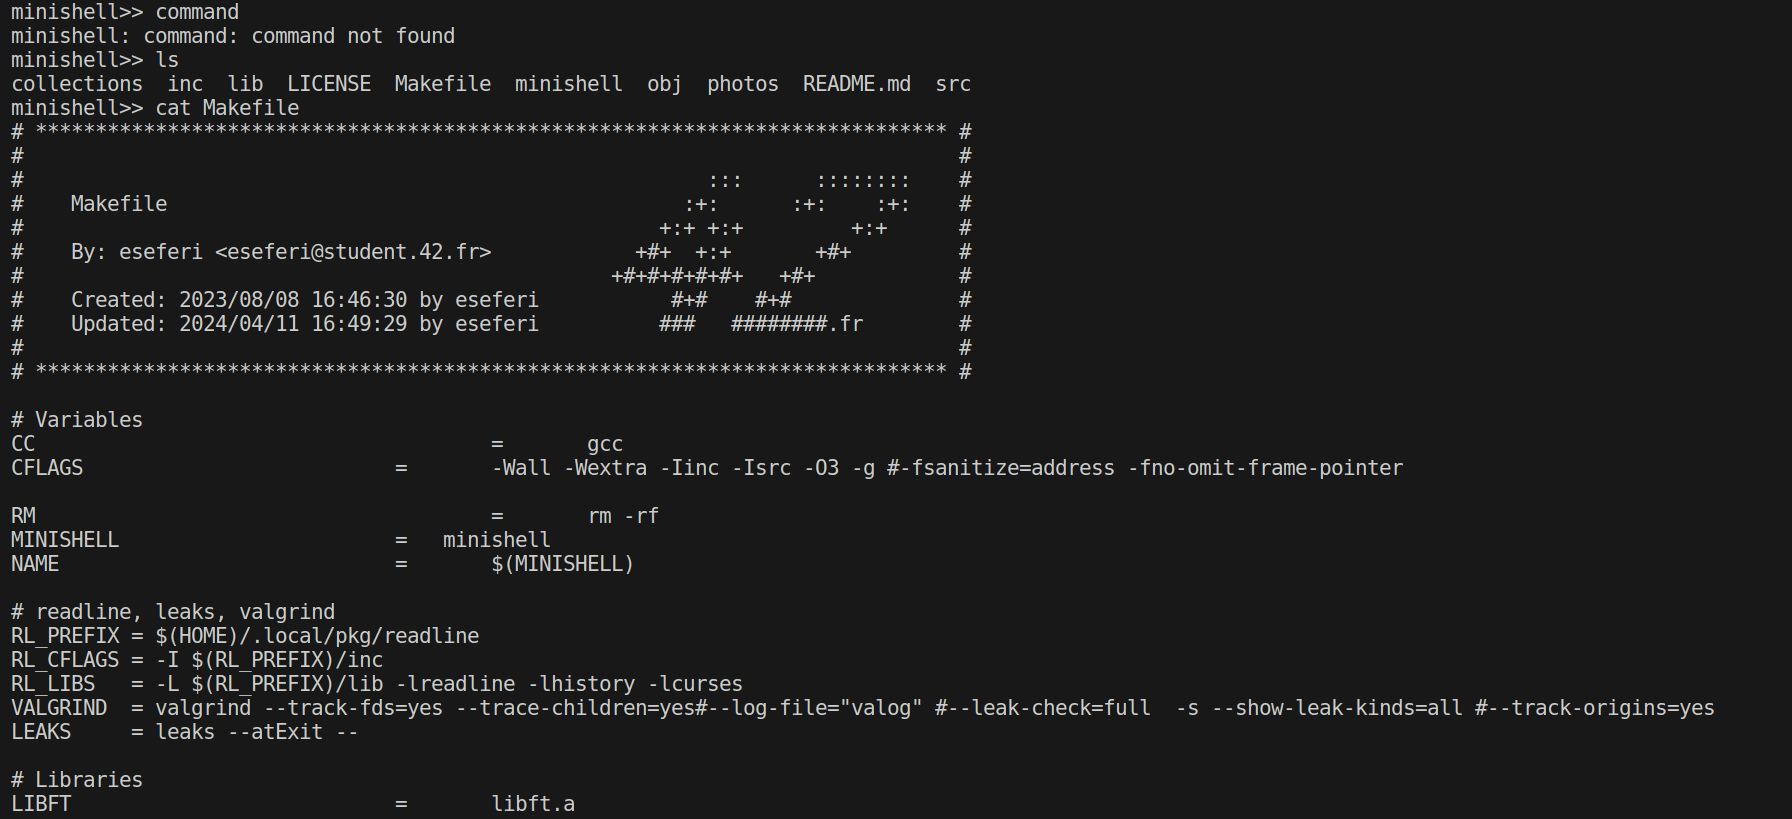 minishell>> command
minishell: command: command not found
minishell>> ls
collections  inc  lib  LICENSE  Makefile  minishell  obj  photos  README.md  src
minishell>> cat Makefile
# **************************************************************************** #
#                                                                              #
#                                                         :::      ::::::::    #
#    Makefile                                           :+:      :+:    :+:    #
#                                                     +:+ +:+         +:+      #
#    By: eseferi <eseferi@student.42.fr>            +#+  +:+       +#+         #
#                                                 +#+#+#+#+#+   +#+            #
#    Created: 2023/08/08 16:46:30 by eseferi           #+#    #+#              #
#    Updated: 2024/04/11 16:49:29 by eseferi          ###   ########.fr        #
#                                                                              #
# **************************************************************************** #

# Variables
CC                                      =       gcc
CFLAGS                          =       -Wall -Wextra -Iinc -Isrc -O3 -g #-fsanitize=address -fno-omit-frame-pointer

RM                                      =       rm -rf
MINISHELL                       =   minishell
NAME                            =       $(MINISHELL)

# readline, leaks, valgrind
RL_PREFIX = $(HOME)/.local/pkg/readline
RL_CFLAGS = -I $(RL_PREFIX)/inc
RL_LIBS   = -L $(RL_PREFIX)/lib -lreadline -lhistory -lcurses
VALGRIND  = valgrind --track-fds=yes --trace-children=yes#--log-file="valog" #--leak-check=full  -s --show-leak-kinds=all #--track-origins=yes
LEAKS     = leaks --atExit --

# Libraries
LIBFT                           =       libft.a